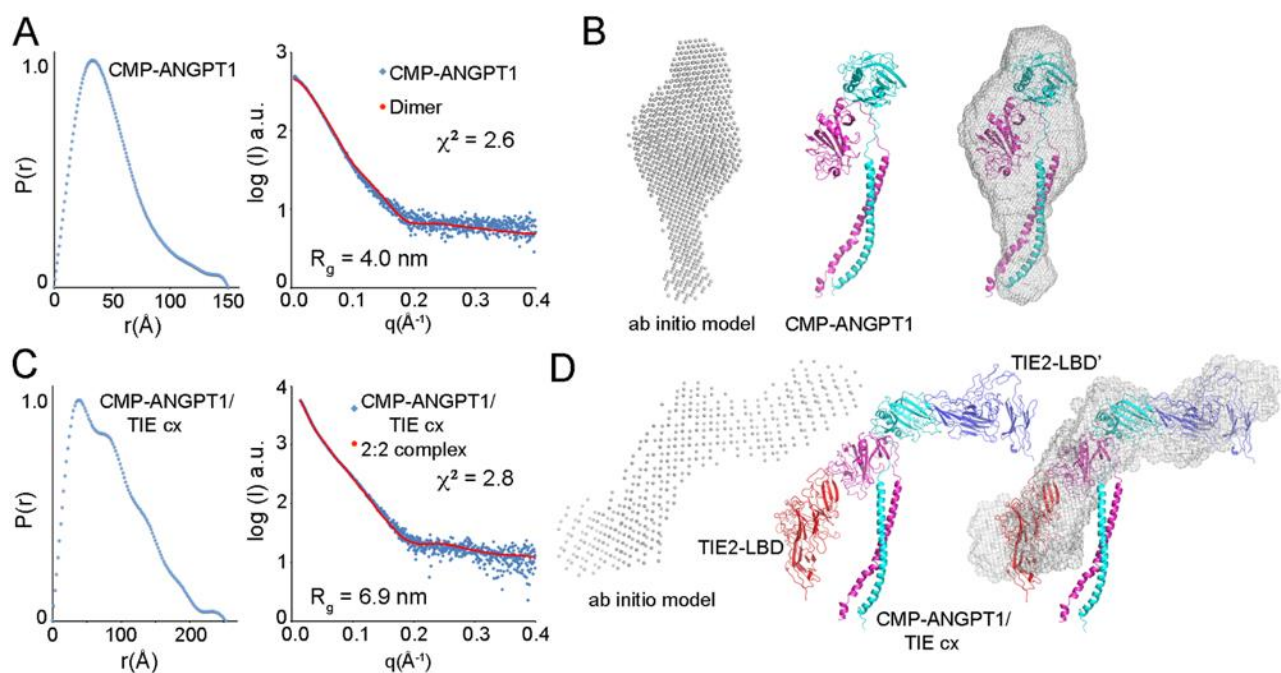 A
1.0
P(r)
0
CMP-ANGPT1
0
50
100
150
r(Å)
3
2
1
0
log (I) a.u.
CMP-ANGPT1
Dimer
χ² = 2.6
Rg = 4.0 nm
0.0
0.1
0.2
0.3
0.4
q(Å⁻¹)
B
ab initio model
CMP-ANGPT1
C
1.0
P(r)
0
CMP-ANGPT1/
TIE cx
0
100
200
r(Å)
4
3
2
1
0
log (I) a.u.
CMP-ANGPT1/
TIE cx
2:2 complex
χ² = 2.8
Rg = 6.9 nm
0.0
0.1
0.2
0.3
0.4
q(Å⁻¹)
D
TIE2-LBD'
TIE2-LBD
ab initio model
CMP-ANGPT1/
TIE cx